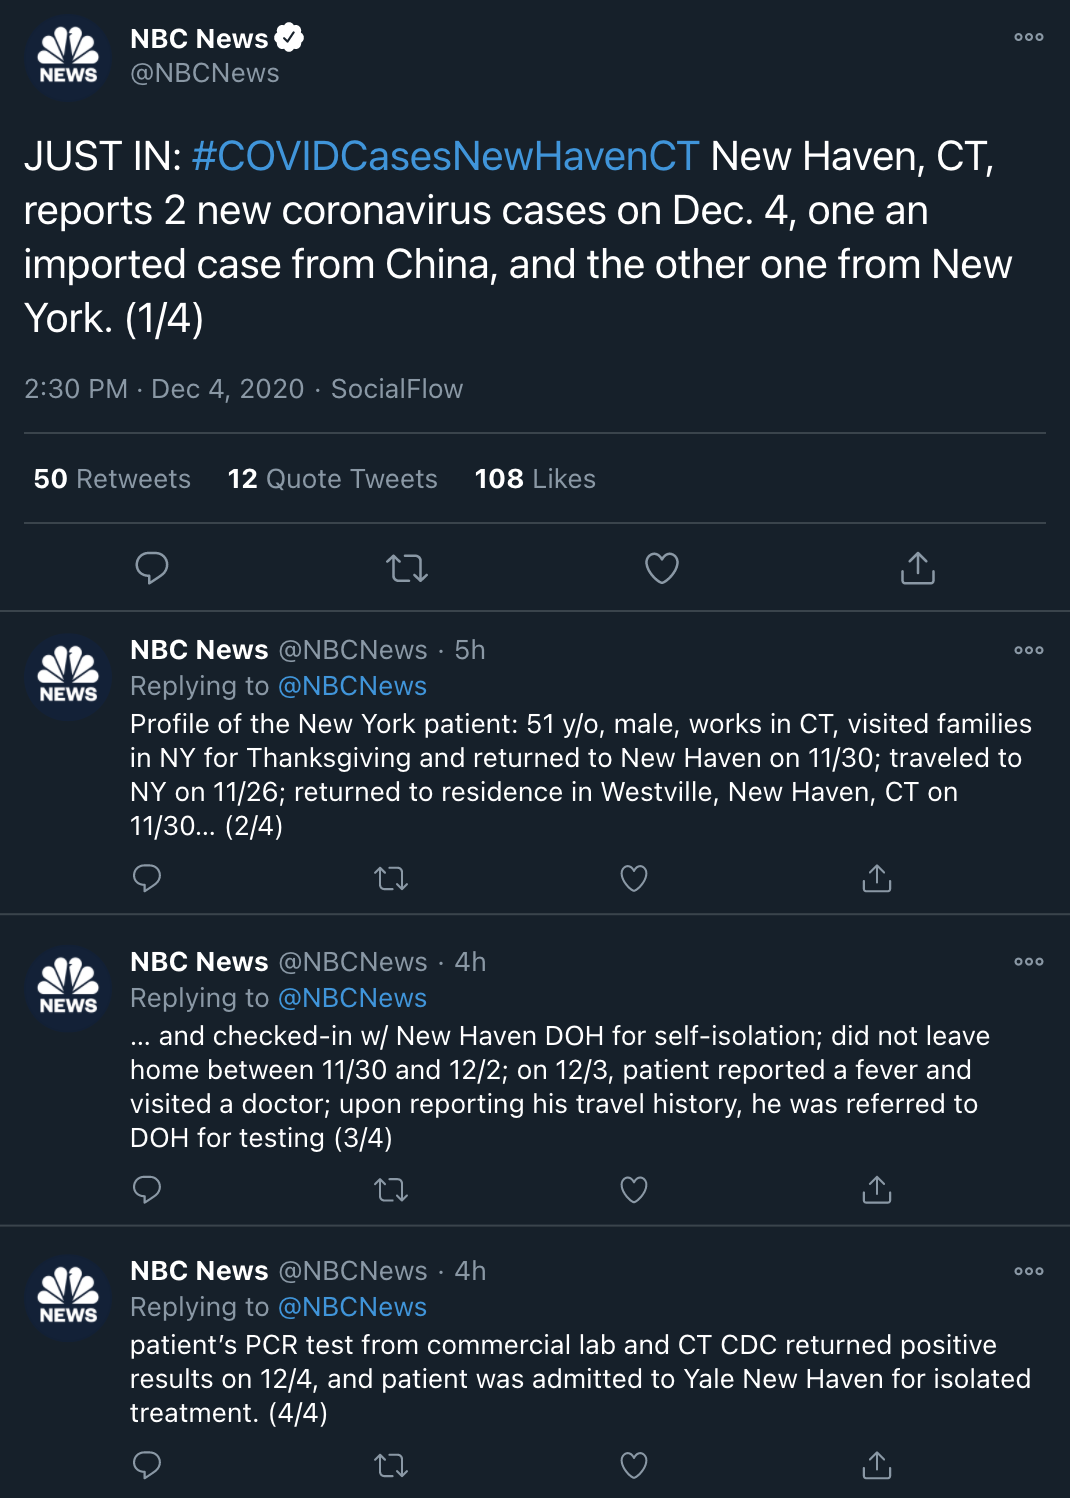 NBC News
@NBCNews
NEWS
JUST IN: #COVIDCasesNewHavenCT New Haven, CT,
reports 2 new coronavirus cases on Dec. 4, one an
imported case from China, and the other one from New
York. (1/4)
2:30 PM · Dec 4, 2020 · SocialFlow
50 Retweets 12 Quote Tweets 108 Likes
NBC News @NBCNews · 5h
NEWS
Replying to @NBCNews
Profile of the New York patient: 51 y/o, male, works in CT, visited families
in NY for Thanksgiving and returned to New Haven on 11/30; traveled to
NY on 11/26; returned to residence in Westville, New Haven, CT on
11/30... (2/4)
NBC News @NBCNews · 4h
NEWS
Replying to @NBCNews
... and checked-in w/ New Haven DOH for self-isolation; did not leave
home between 11/30 and 12/2; on 12/3, patient reported a fever and
visited a doctor; upon reporting his travel history, he was referred to
DOH for testing (3/4)
NBC News @NBCNews · 4h
NEWS
Replying to @NBCNews
patient's PCR test from commercial lab and CT CDC returned positive
results on 12/4, and patient was admitted to Yale New Haven for isolated
treatment. (4/4)